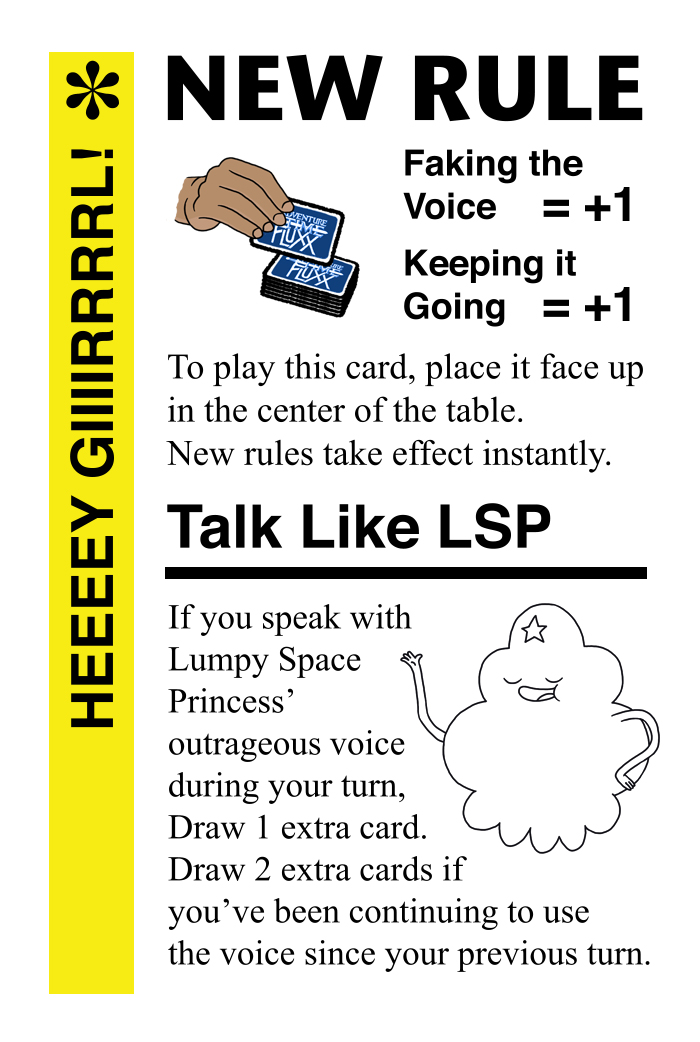 HEEEEY GIIIIRRRRL! *
NEW RULE
ADVENTURE
TIME
FLUXX
FLUXX
Faking the
Voice = +1
Keeping it
Going = +1
To play this card, place it face up
in the center of the table.
New rules take effect instantly.
Talk Like LSP
If you speak with
Lumpy Space
Princess’
outrageous voice
during your turn,
Draw 1 extra card.
Draw 2 extra cards if
you’ve been continuing to use
the voice since your previous turn.